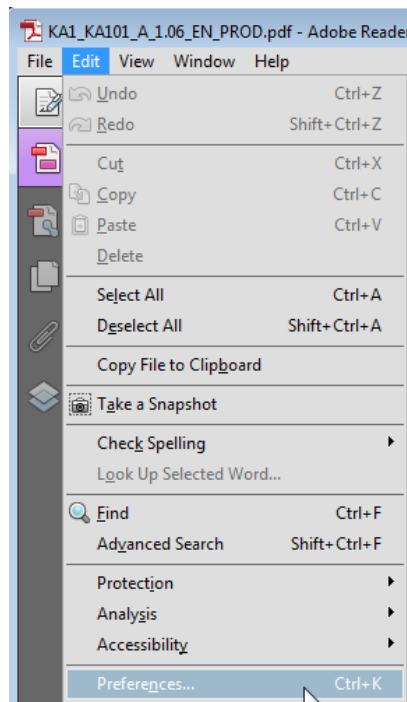 KA1_KA101_A_1.06_EN_PROD.pdf - Adobe Reade
File Edit View Window Help
Undo Ctrl+Z
Redo Shift+Ctrl+Z
Cut Ctrl+X
Copy Ctrl+C
Paste Ctrl+V
Delete
Select All Ctrl+A
Deselect All Shift+Ctrl+A
Copy File to Clipboard
Take a Snapshot
Check Spelling
Look Up Selected Word...
Find Ctrl+F
Advanced Search Shift+Ctrl+F
Protection
Analysis
Accessibility
Preferences... Ctrl+K